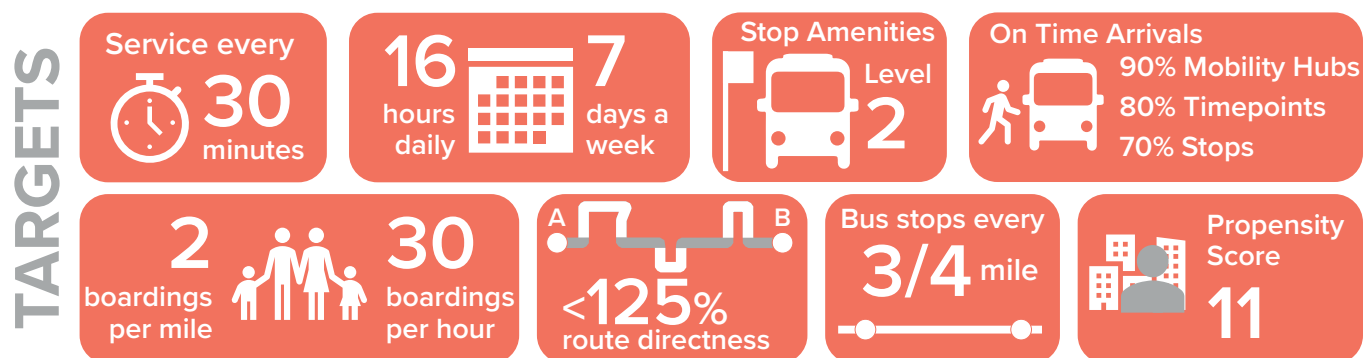 TARGETS
Service every
30
minutes
16
hours
daily
7
days a
week
Stop Amenities
Level
2
On Time Arrivals
90% Mobility Hubs
80% Timepoints
70% Stops
2
boardings
per mile
30
boardings
per hour
A
B
<125%
route directness
Bus stops every
3/4 mile
Propensity
Score
11